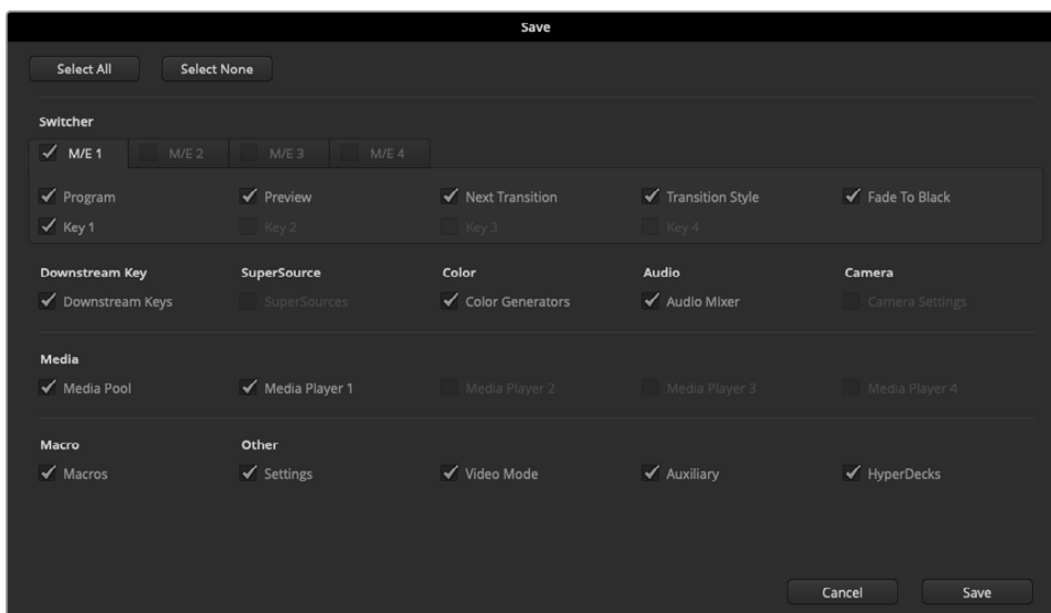 Save
Select All Select None
Switcher
M/E 1 M/E 2 M/E 3 M/E 4
Program Preview Next Transition Transition Style Fade To Black
Key 1 Key 2 Key 3 Key 4
Downstream Key SuperSource Color Audio Camera
Downstream Keys SuperSources Color Generators Audio Mixer Camera Settings
Media
Media Pool Media Player 1 Media Player 2 Media Player 3 Media Player 4
Macro Other
Macros Settings Video Mode Auxiliary HyperDecks
Cancel Save